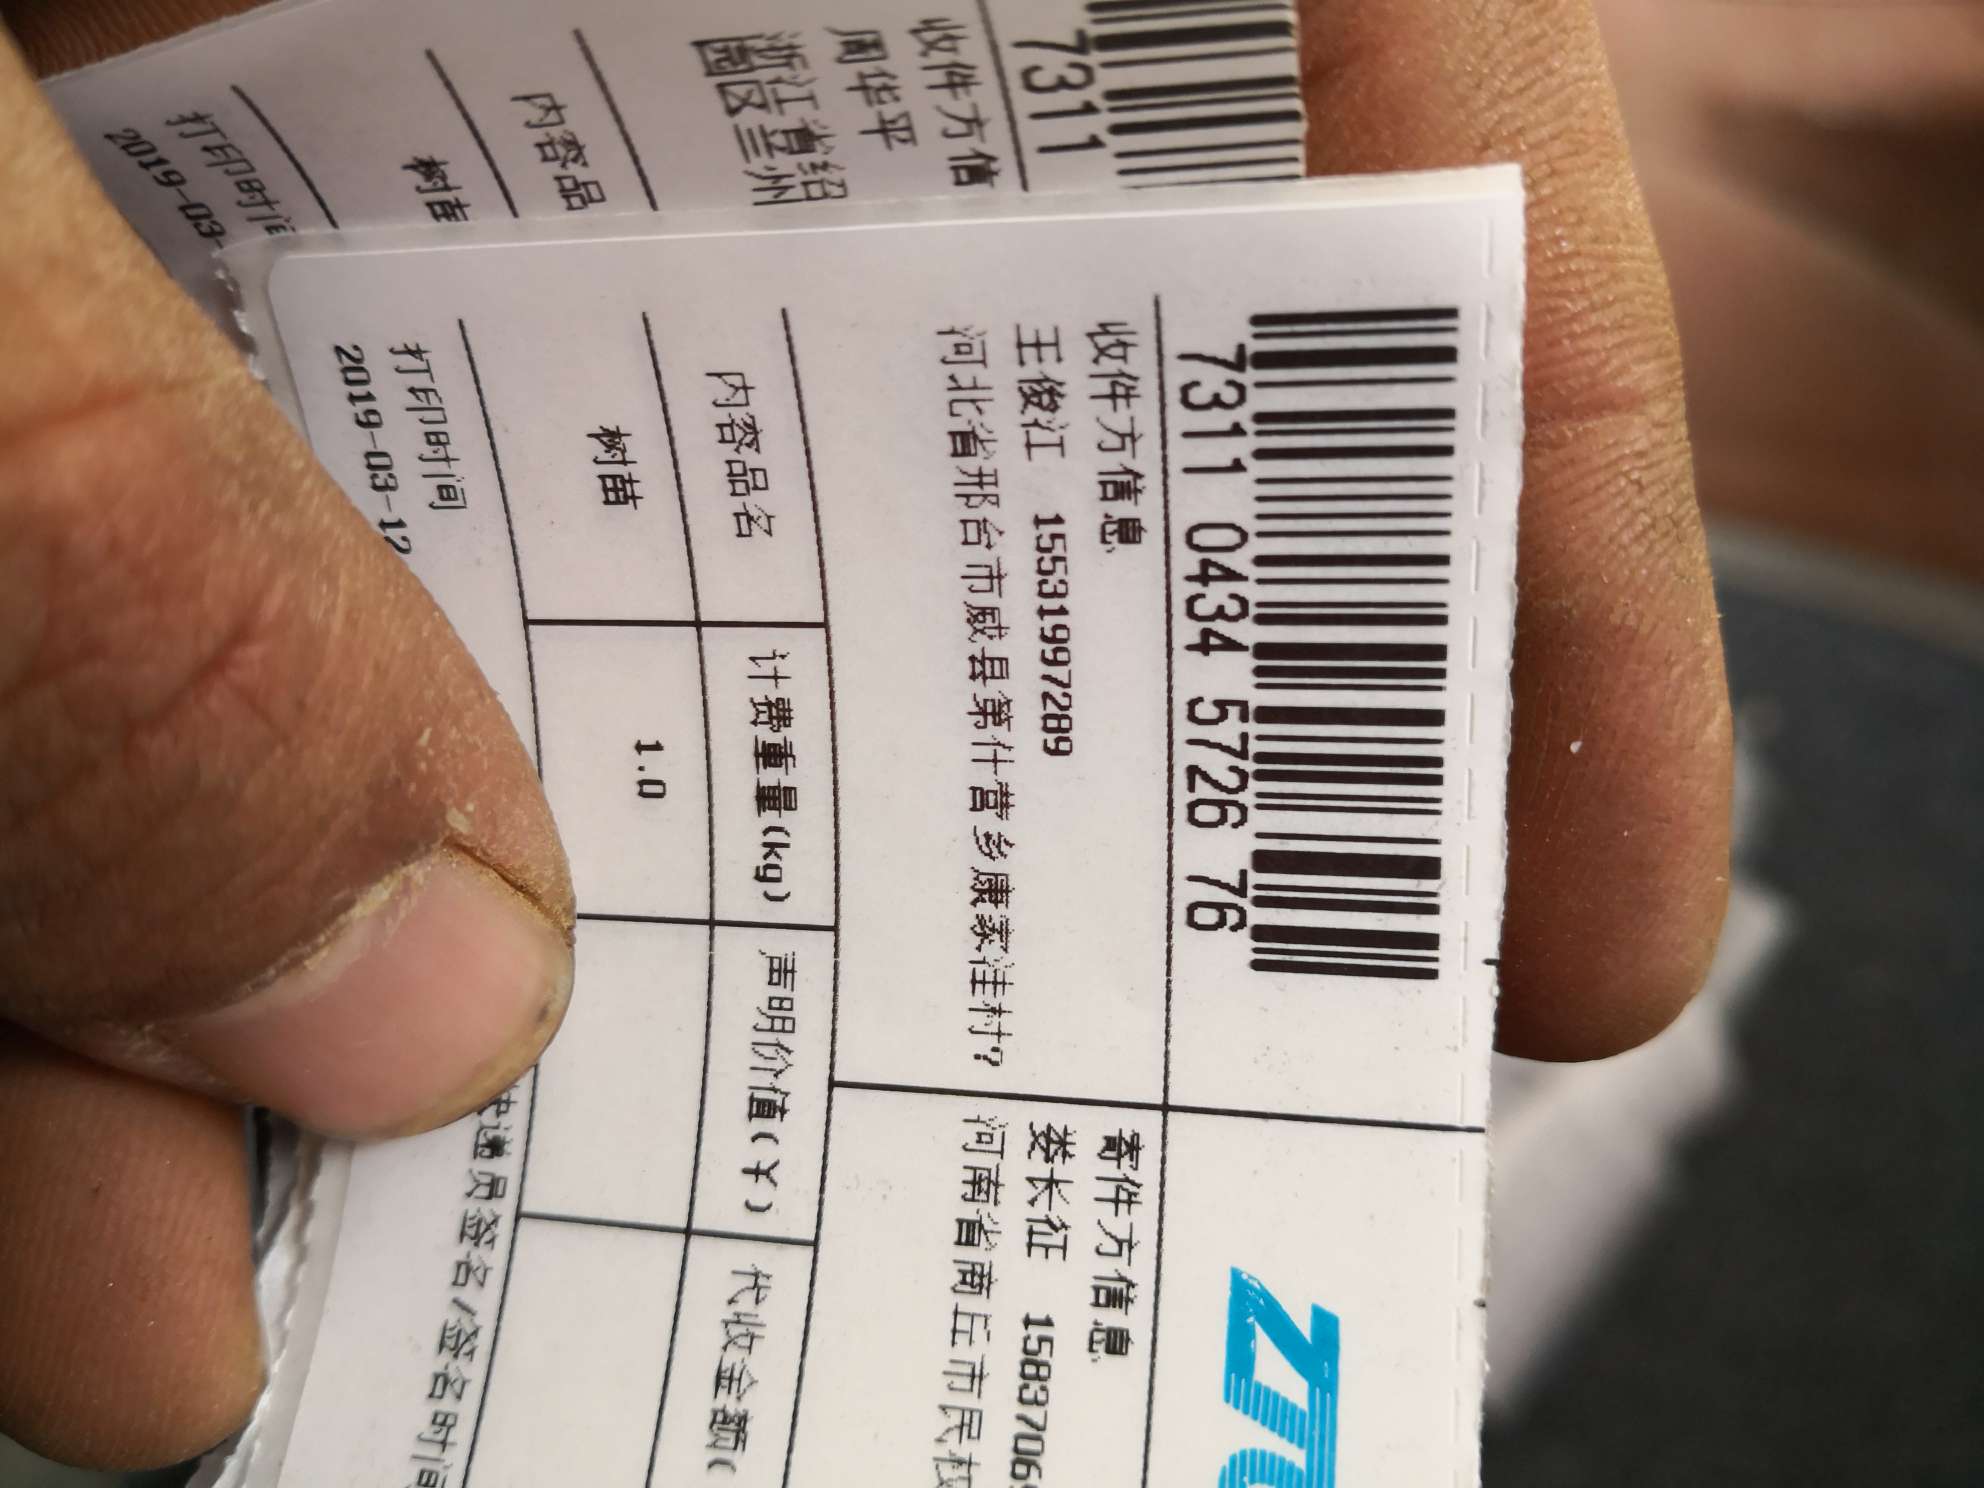 7311
收件方信
周华平
浙江省绍
园区兰州
内容品
树苗
打印时间
2019-03-
7311 0434 5726 76
收件方信息
王俊江 15531997289
河北省邢台市威县第什营乡康家洼村?
寄件方信息
娄长征 15837706
河南省商丘市民权
内容品名
计费重量(kg)
声明价值(¥)
代收金额(
树苗
1.0
打印时间
2019-03-12
递员签名/签名时间
ZTO